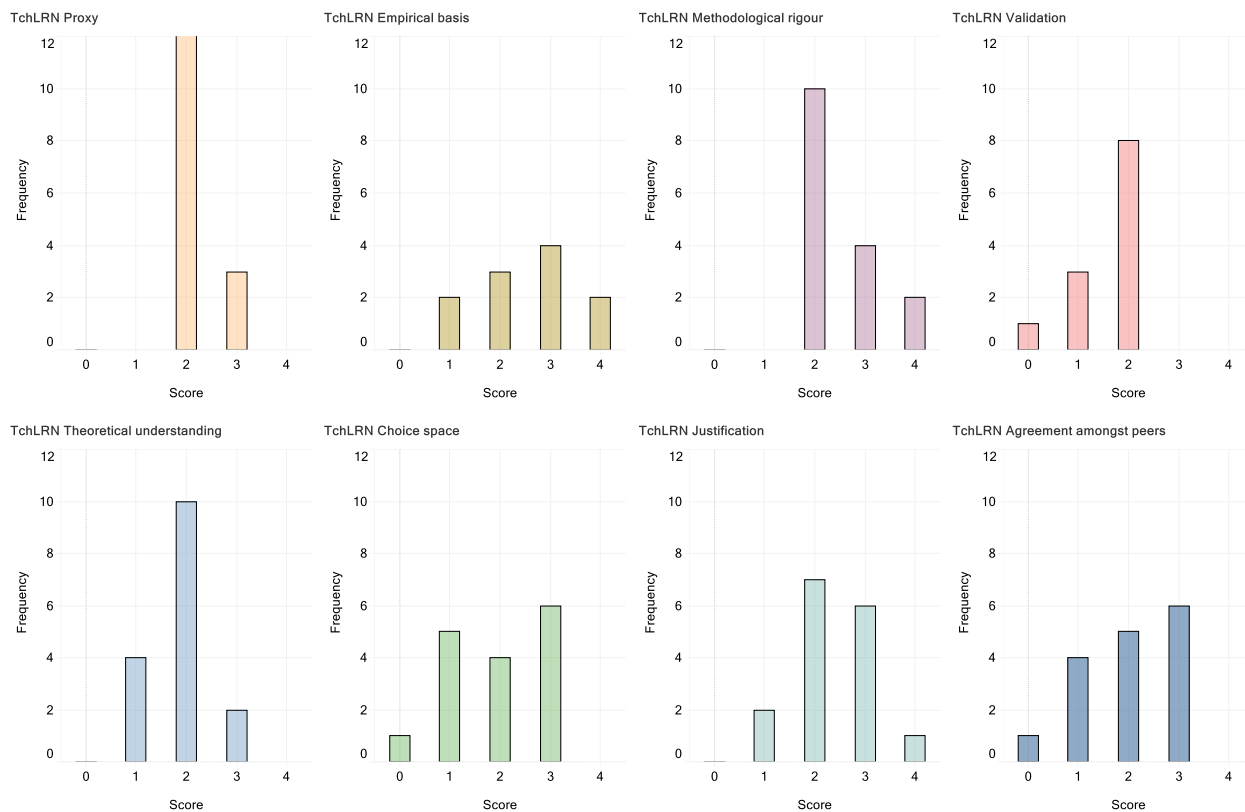 TchLRN Proxy
12
10
8
6
4
2
0
Frequency
0 1 2 3 4
Score
TchLRN Empirical basis
12
10
8
6
4
2
0
Frequency
0 1 2 3 4
Score
TchLRN Methodological rigour
12
10
8
6
4
2
0
Frequency
0 1 2 3 4
Score
TchLRN Validation
12
10
8
6
4
2
0
Frequency
0 1 2 3 4
Score
TchLRN Theoretical understanding
12
10
8
6
4
2
0
Frequency
0 1 2 3 4
Score
TchLRN Choice space
12
10
8
6
4
2
0
Frequency
0 1 2 3 4
Score
TchLRN Justification
12
10
8
6
4
2
0
Frequency
0 1 2 3 4
Score
TchLRN Agreement amongst peers
12
10
8
6
4
2
0
Frequency
0 1 2 3 4
Score